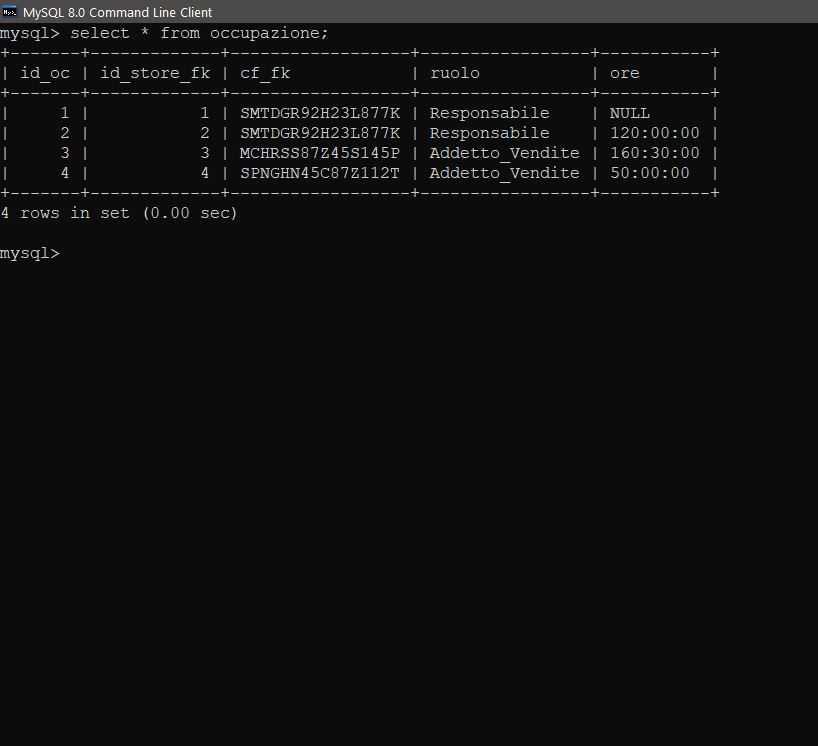 MySQL 8.0 Command Line Client
mysql> select * from occupazione;
+-------+-------------+------------------+-----------------+-----------+
| id_oc | id_store_fk | cf_fk            | ruolo           | ore       |
+-------+-------------+------------------+-----------------+-----------+
|     1 |           1 | SMTDGR92H23L877K | Responsabile    | NULL      |
|     2 |           2 | SMTDGR92H23L877K | Responsabile    | 120:00:00 |
|     3 |           3 | MCHRSS87Z45S145P | Addetto_Vendite | 160:30:00 |
|     4 |           4 | SPNGHN45C87Z112T | Addetto_Vendite | 50:00:00  |
+-------+-------------+------------------+-----------------+-----------+
4 rows in set (0.00 sec)
mysql>